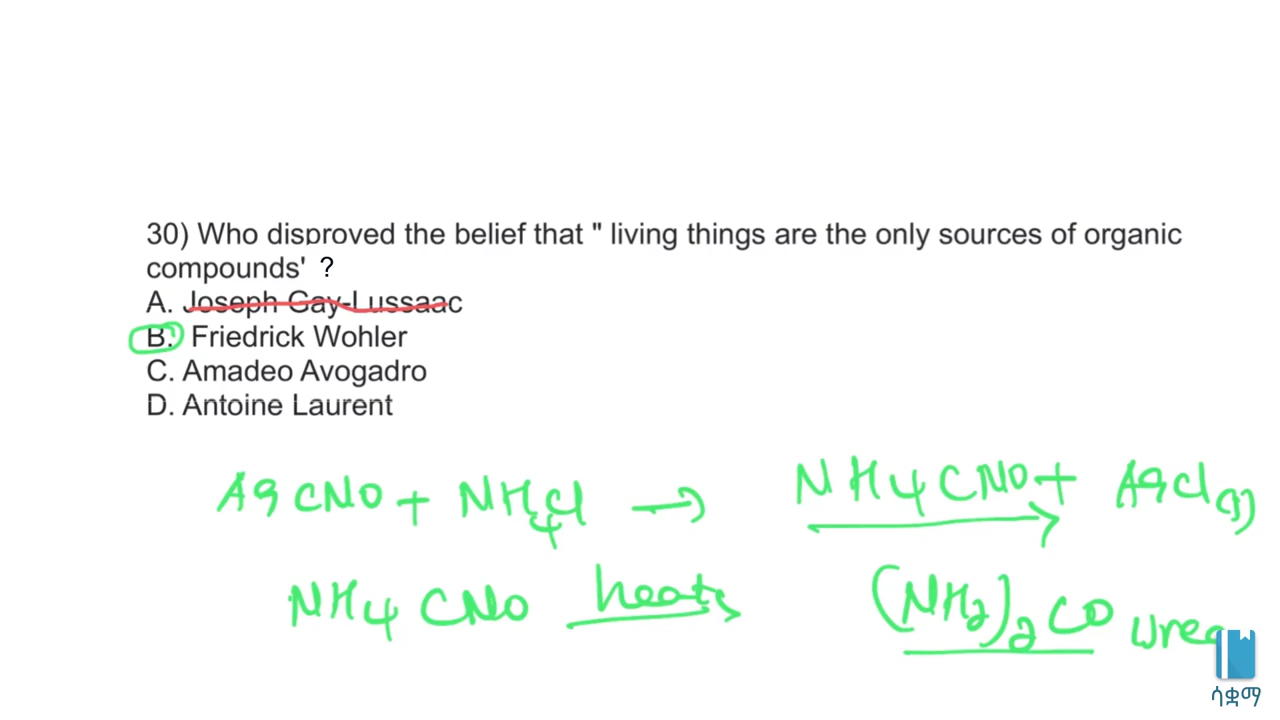 30) Who disproved the belief that " living things are the only sources of organic
compounds' ?
A. Joseph Gay-Lussaac
B. Friedrick Wohler
C. Amadeo Avogadro
D. Antoine Laurent
AgCNO + NH4Cl → NH4CNO + AgCl(s)
NH4CNO heats (NH2)2CO urea
ሳቋማ